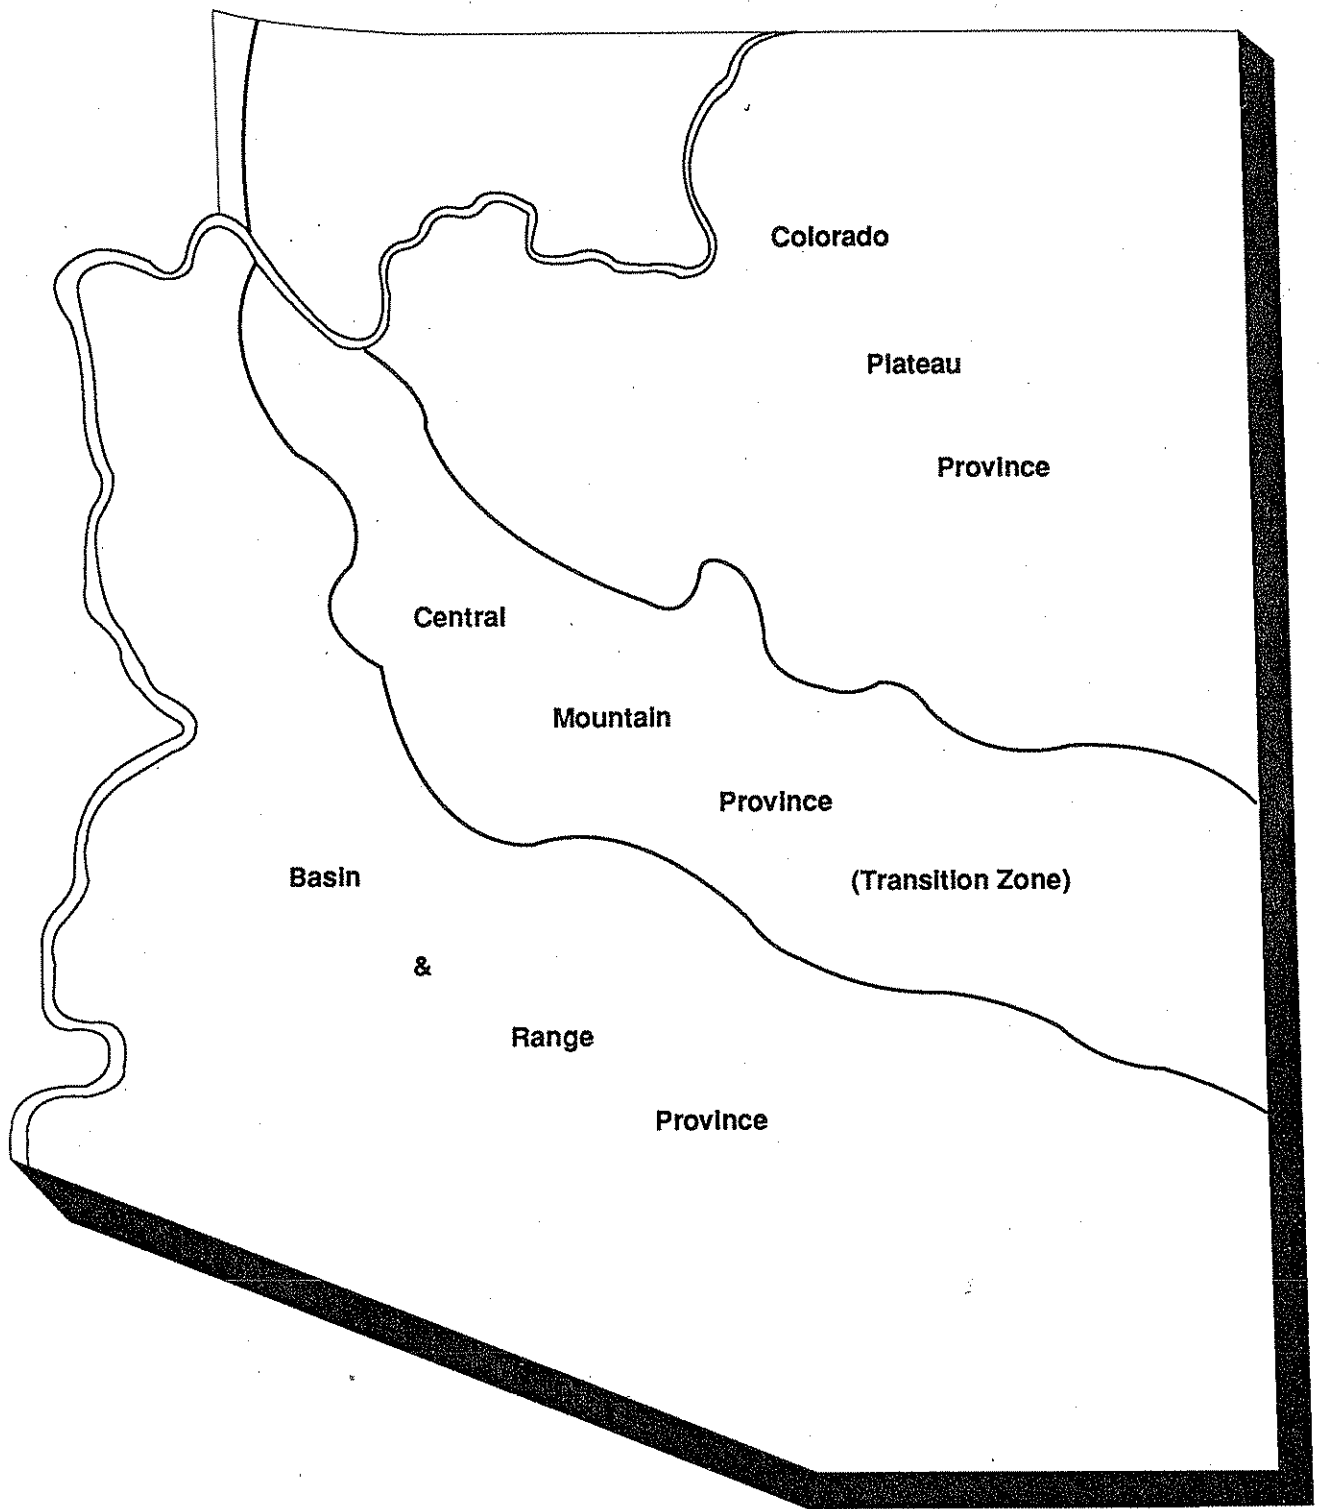 Colorado
Plateau
Province
Central
Mountain
Province
(Transition Zone)
Basin
&
Range
Province